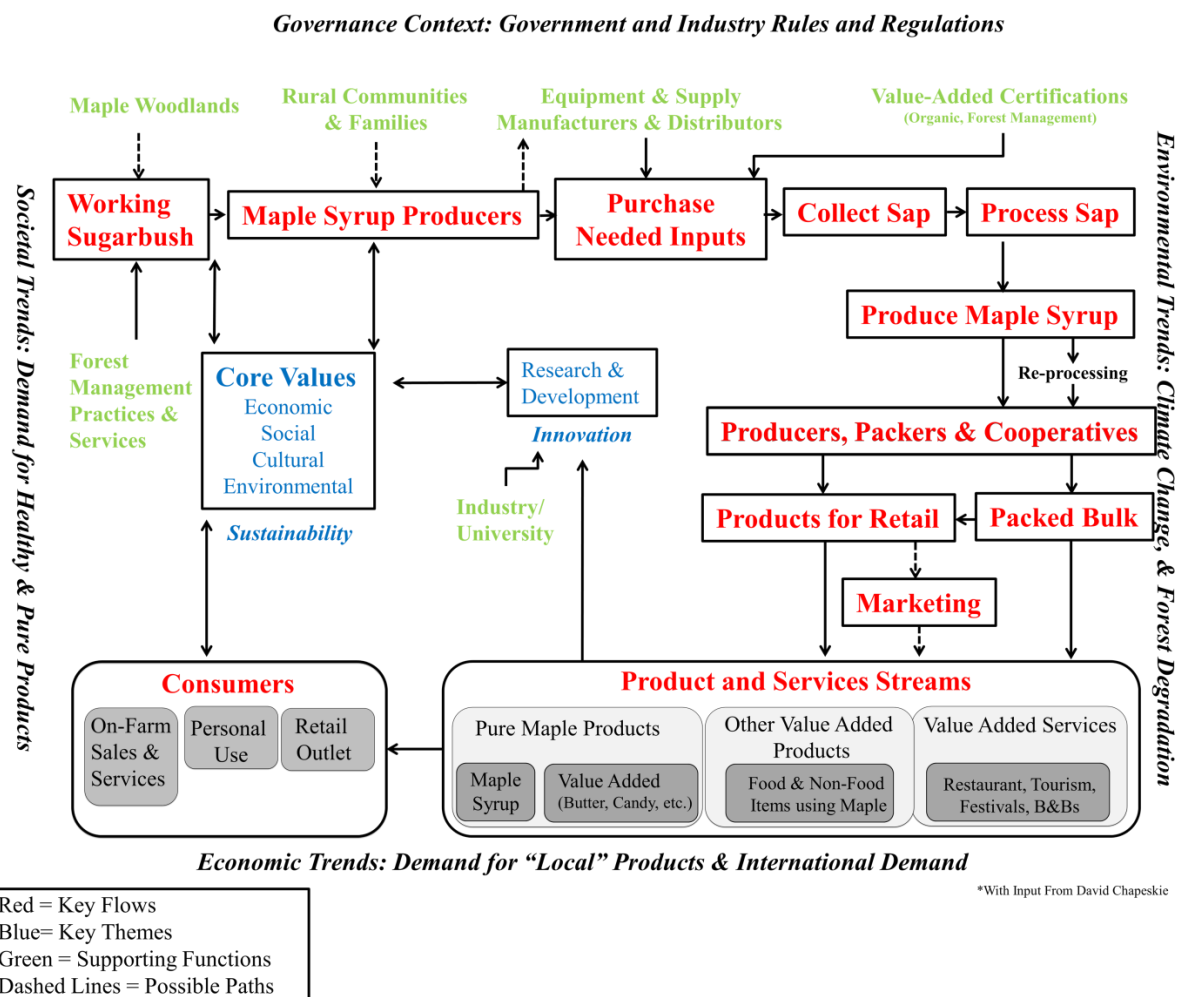 Governance Context: Government and Industry Rules and Regulations
Maple Woodlands
Rural Communities
& Families
Equipment & Supply
Manufacturers & Distributors
Value-Added Certifications
(Organic, Forest Management)
Societal Trends: Demand for Healthy & Pure Products
Environmental Trends: Climate Change, & Forest Degradation
Working
Sugarbush
Maple Syrup Producers
Purchase
Needed Inputs
Collect Sap
Process Sap
Produce Maple Syrup
Re-processing
Forest
Management
Practices &
Services
Core Values
Economic
Social
Cultural
Environmental
Sustainability
Research &
Development
Innovation
Industry/
University
Producers, Packers & Cooperatives
Products for Retail
Packed Bulk
Marketing
Consumers
On-Farm
Sales &
Services
Personal
Use
Retail
Outlet
Product and Services Streams
Pure Maple Products
Maple
Syrup
Value Added
(Butter, Candy, etc.)
Other Value Added
Products
Food & Non-Food
Items using Maple
Value Added Services
Restaurant, Tourism,
Festivals, B&Bs
Economic Trends: Demand for “Local” Products & International Demand
*With Input From David Chapeskie
Red = Key Flows
Blue= Key Themes
Green = Supporting Functions
Dashed Lines = Possible Paths